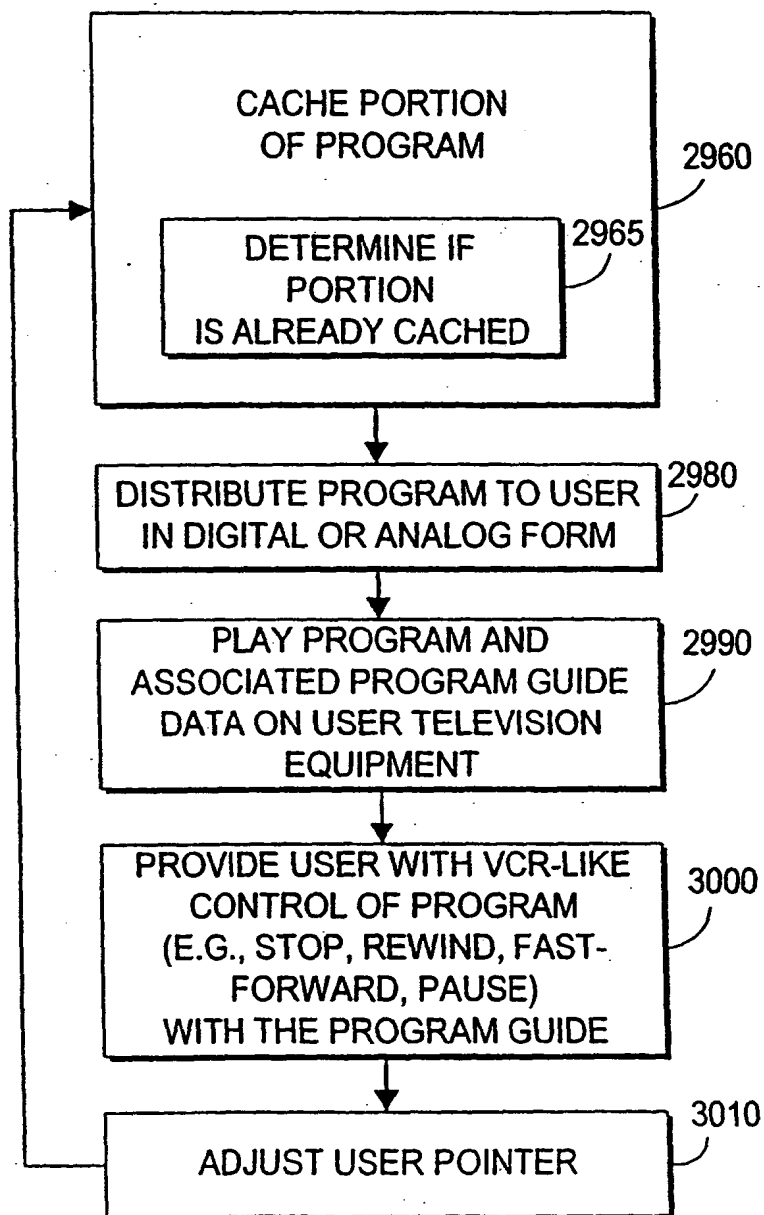 CACHE PORTION
OF PROGRAM
2960
2965
DETERMINE IF
PORTION
IS ALREADY CACHED
2980
DISTRIBUTE PROGRAM TO USER
IN DIGITAL OR ANALOG FORM
2990
PLAY PROGRAM AND
ASSOCIATED PROGRAM GUIDE
DATA ON USER TELEVISION
EQUIPMENT
3000
PROVIDE USER WITH VCR-LIKE
CONTROL OF PROGRAM
(E.G., STOP, REWIND, FAST-
FORWARD, PAUSE)
WITH THE PROGRAM GUIDE
3010
ADJUST USER POINTER